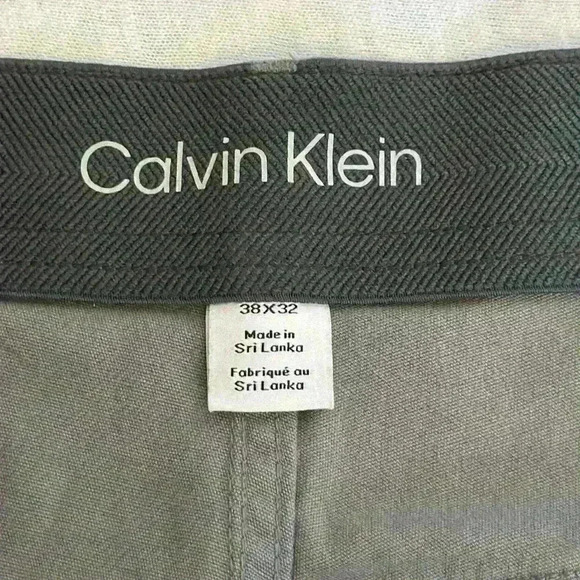 Calvin Klein
38X32
Made in
Sri Lanka
Fabriqué au
Sri Lanka